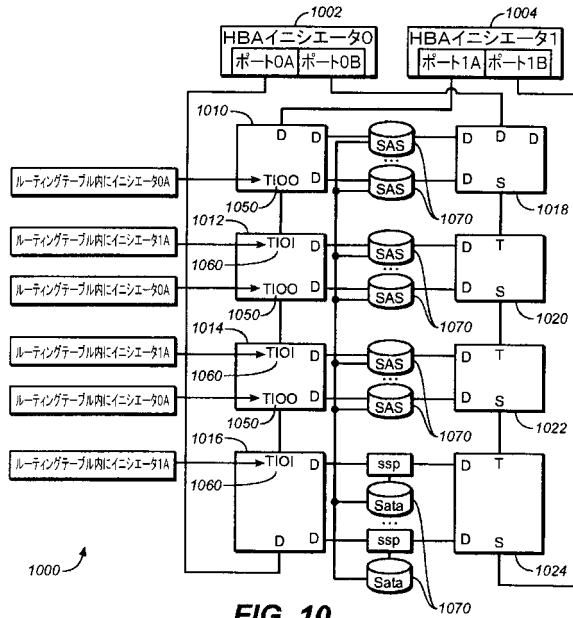 1002
1004
HBAイニシエータ0
ポート0A ポート0B
HBAイニシエータ1
ポート1A ポート1B
1010
D D
D D D
SAS
...
ルーティングテーブル内にイニシエータ0A
TIOO D
SAS
D S
1050
1070
1018
1012
ルーティングテーブル内にイニシエータ1A
TIOI D
SAS
D T
1060
...
ルーティングテーブル内にイニシエータ0A
TIOO D
SAS
D S
1050
1070
1020
1014
ルーティングテーブル内にイニシエータ1A
TIOI D
SAS
D T
1060
...
ルーティングテーブル内にイニシエータ0A
TIOO D
SAS
D S
1050
1070
1022
1016
ルーティングテーブル内にイニシエータ1A
TIOI D
ssp
D T
1060
Sata
...
D
ssp
D
D
S
Sata
1000
1070
1024
FIG. 10